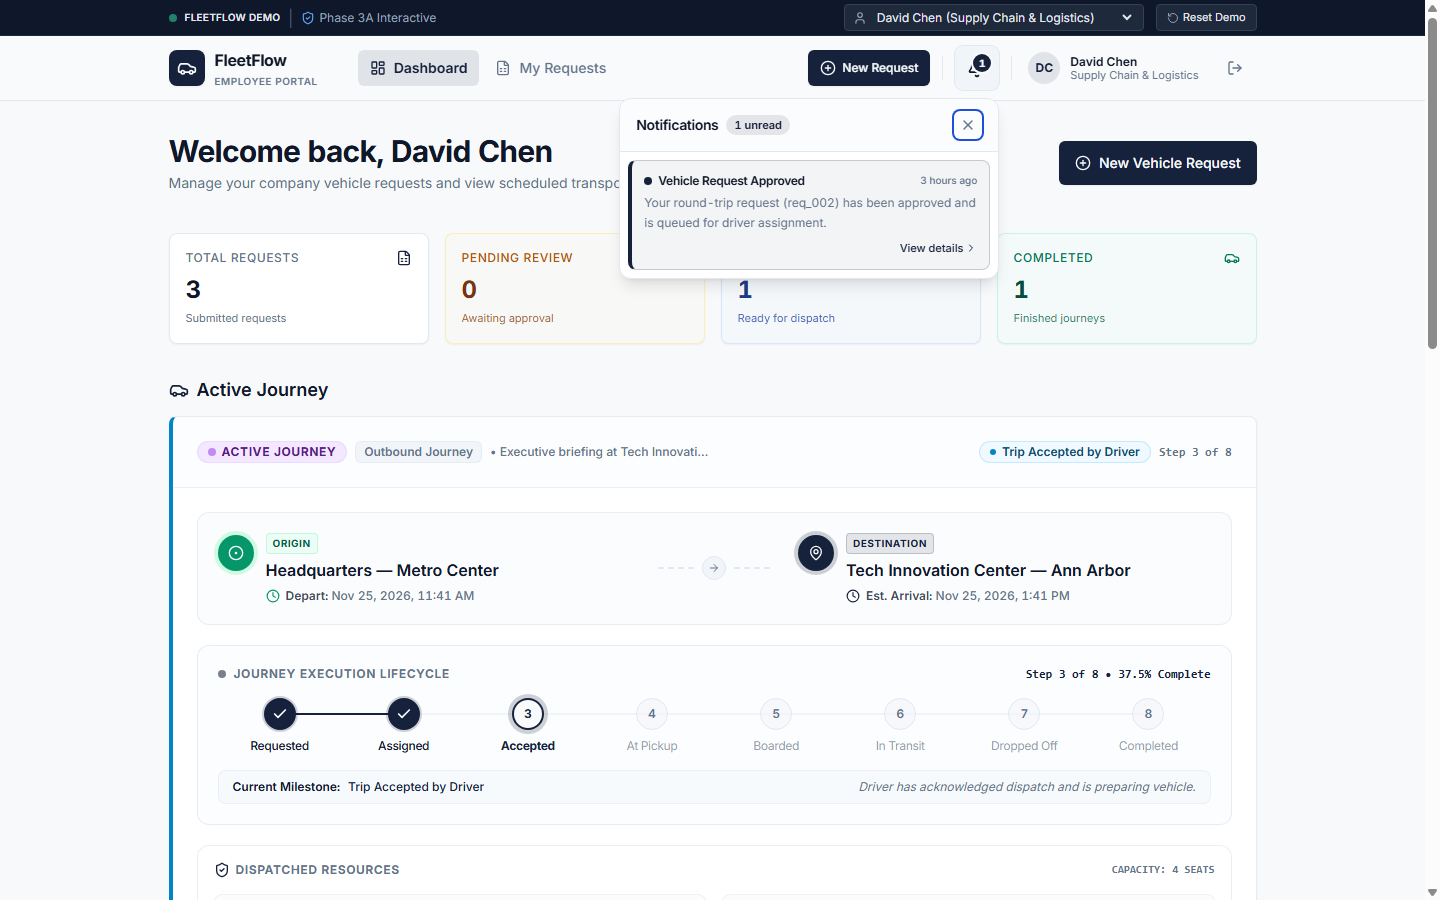 FLEETFLOW DEMO
Phase 3A Interactive
David Chen (Supply Chain & Logistics)
Reset Demo
FleetFlow
EMPLOYEE PORTAL
Dashboard
My Requests
New Request
1
DC
David Chen
Supply Chain & Logistics
Notifications
1 unread
Vehicle Request Approved
3 hours ago
Your round-trip request (req_002) has been approved and
is queued for driver assignment.
View details
Welcome back, David Chen
Manage your company vehicle requests and view scheduled
New Vehicle Request
TOTAL REQUESTS
3
Submitted requests
PENDING REVIEW
0
Awaiting approval
1
Ready for dispatch
COMPLETED
1
Finished journeys
Active Journey
ACTIVE JOURNEY
Outbound Journey
• Executive briefing at Tech Innovati...
Trip Accepted by Driver
Step 3 of 8
ORIGIN
Headquarters — Metro Center
Depart: Nov 25, 2026, 11:41 AM
DESTINATION
Tech Innovation Center — Ann Arbor
Est. Arrival: Nov 25, 2026, 1:41 PM
JOURNEY EXECUTION LIFECYCLE
Step 3 of 8 • 37.5% Complete
3
4
5
6
7
8
Requested
Assigned
Accepted
At Pickup
Boarded
In Transit
Dropped Off
Completed
Current Milestone: Trip Accepted by Driver
Driver has acknowledged dispatch and is preparing vehicle.
DISPATCHED RESOURCES
CAPACITY: 4 SEATS